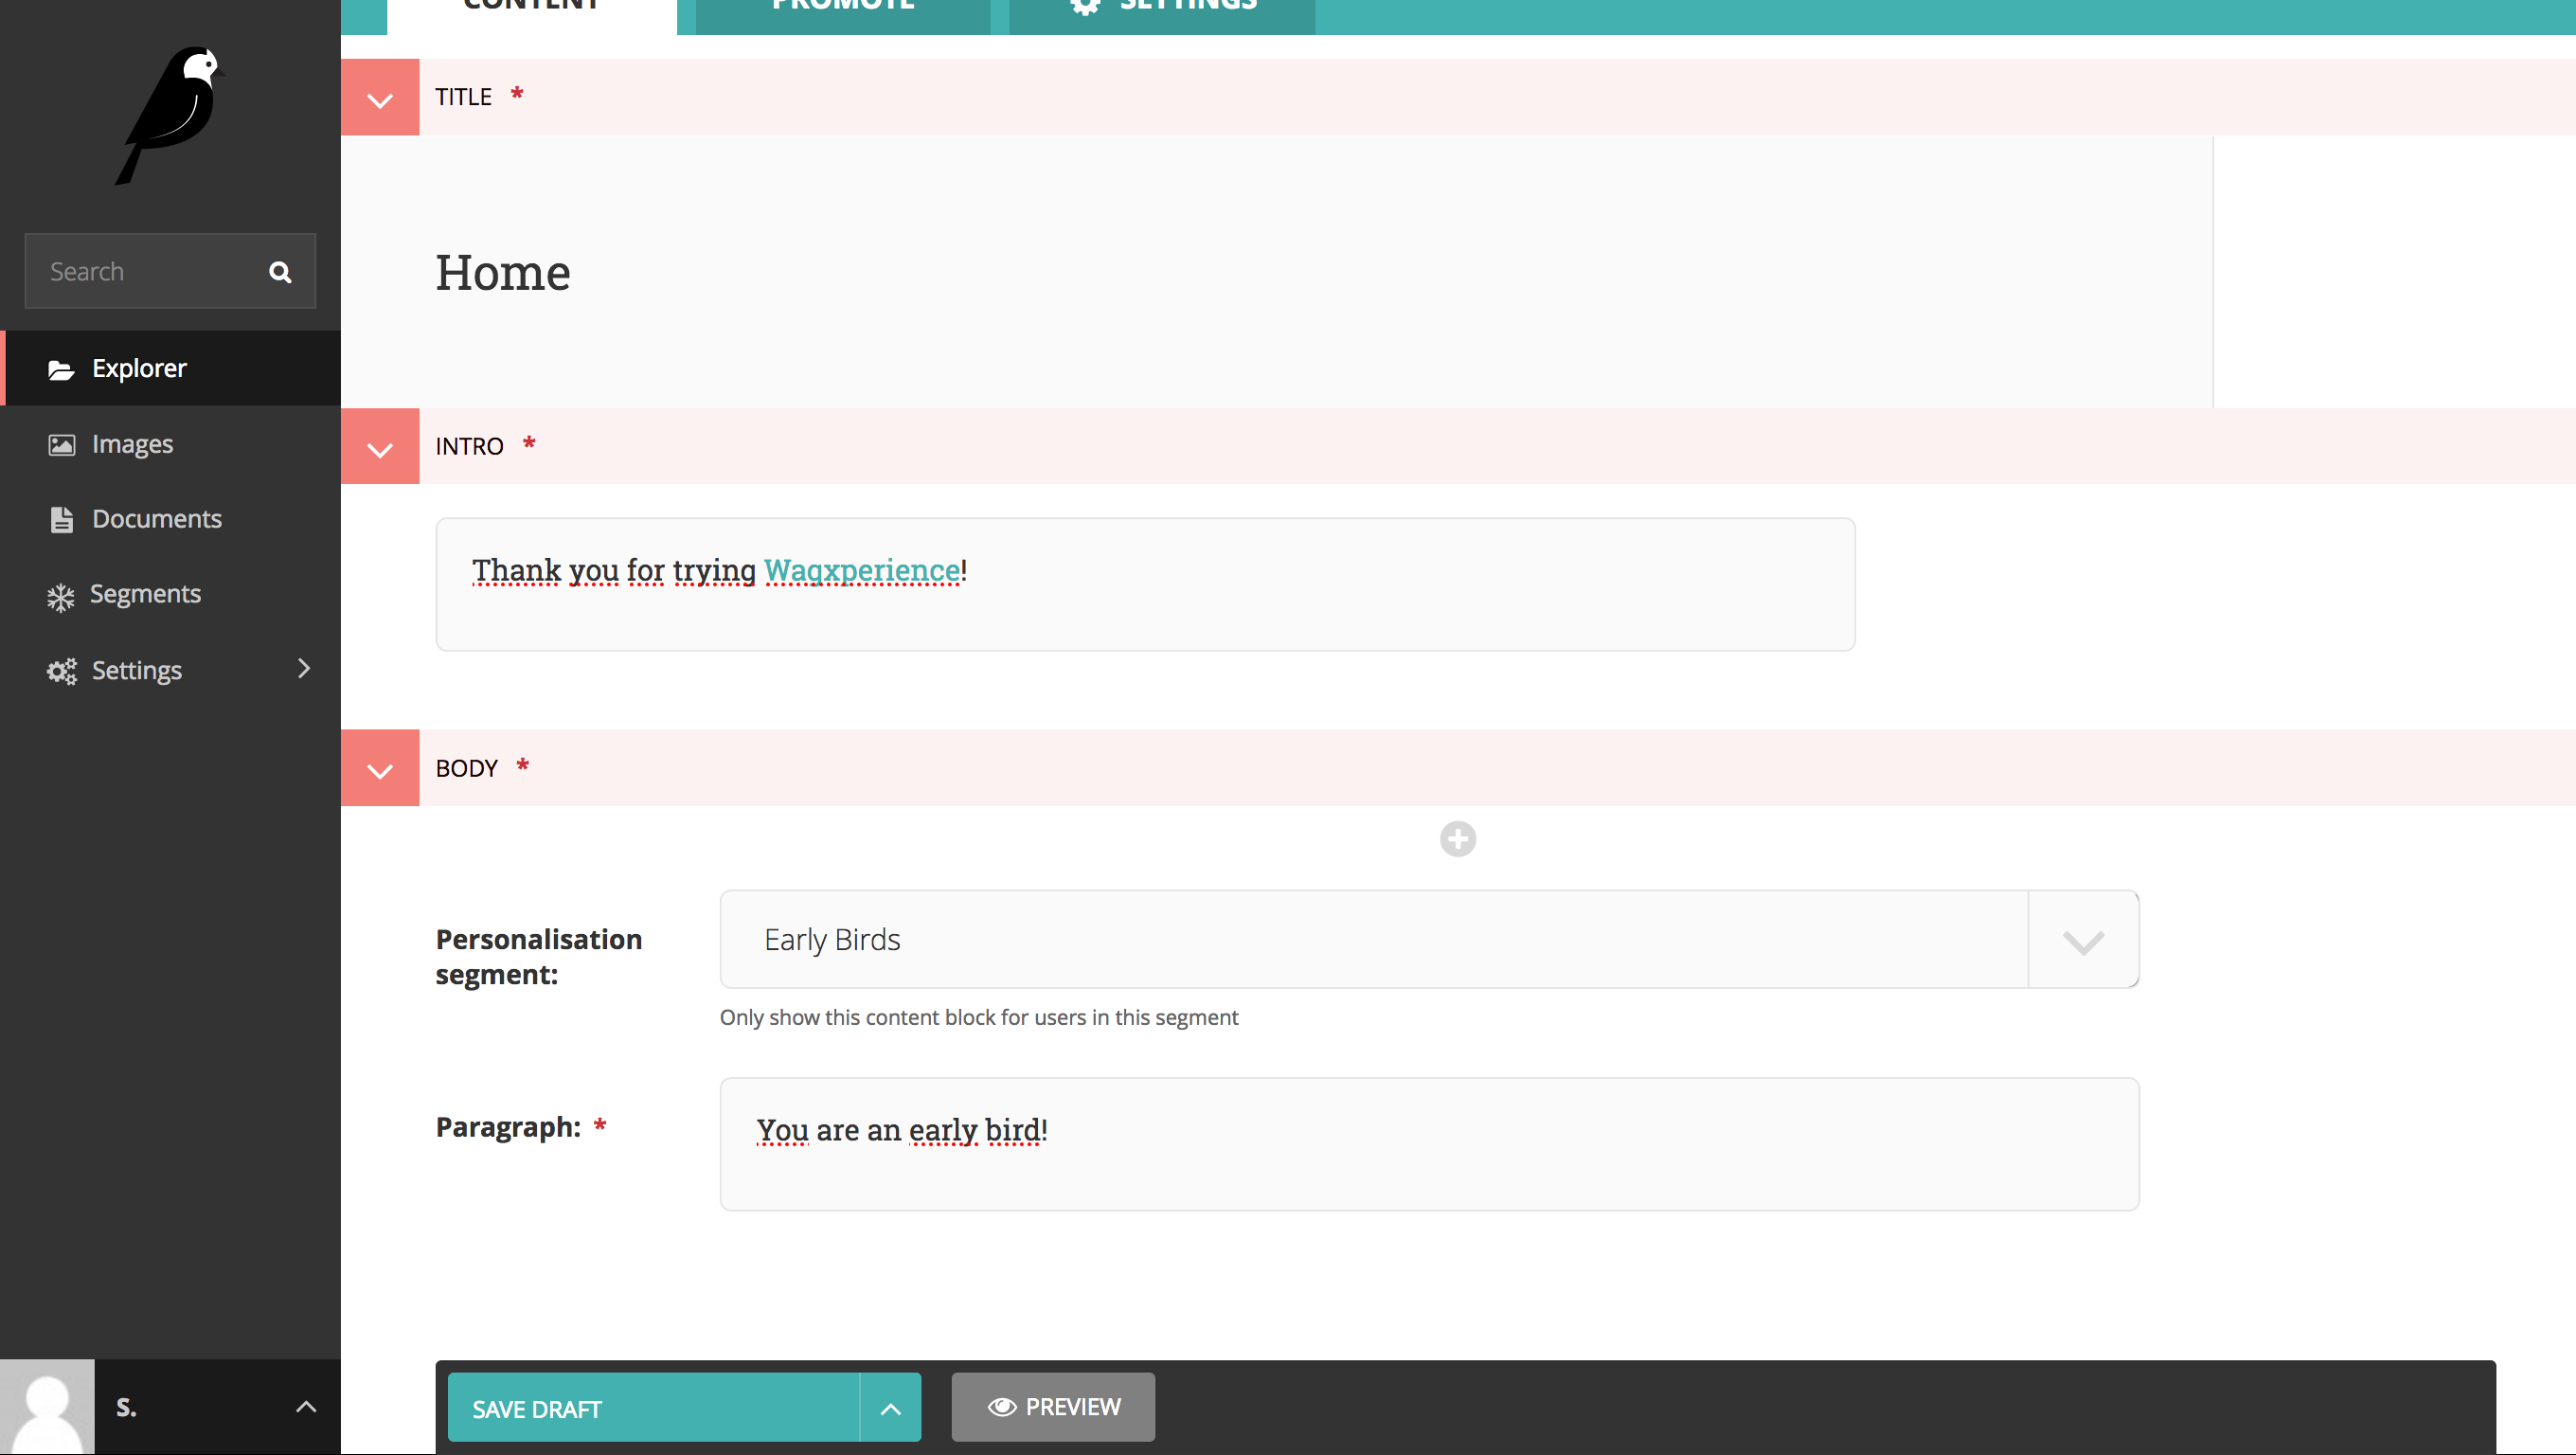 CONTENT
PROMOTE
SETTINGS
TITLE *
Search
Home
Explorer
Images
Documents
Segments
Settings
INTRO *
Thank you for trying Waqxperience!
BODY *
Personalisation
segment:
Early Birds
Only show this content block for users in this segment
Paragraph: *
You are an early bird!
S.
SAVE DRAFT
PREVIEW